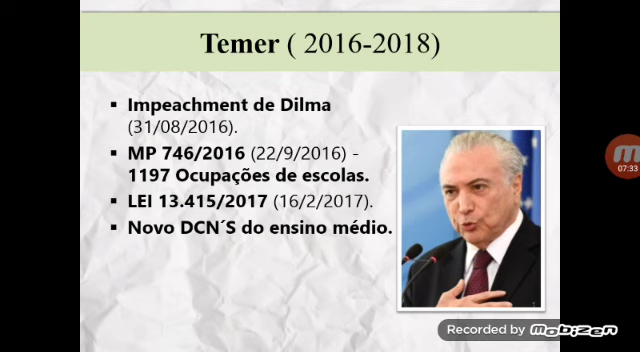 Temer ( 2016-2018)
▪ Impeachment de Dilma
(31/08/2016).
▪ MP 746/2016 (22/9/2016) -
1197 Ocupações de escolas.
▪ LEI 13.415/2017 (16/2/2017).
▪ Novo DCN´S do ensino médio.
07:33
Recorded by Mobizen